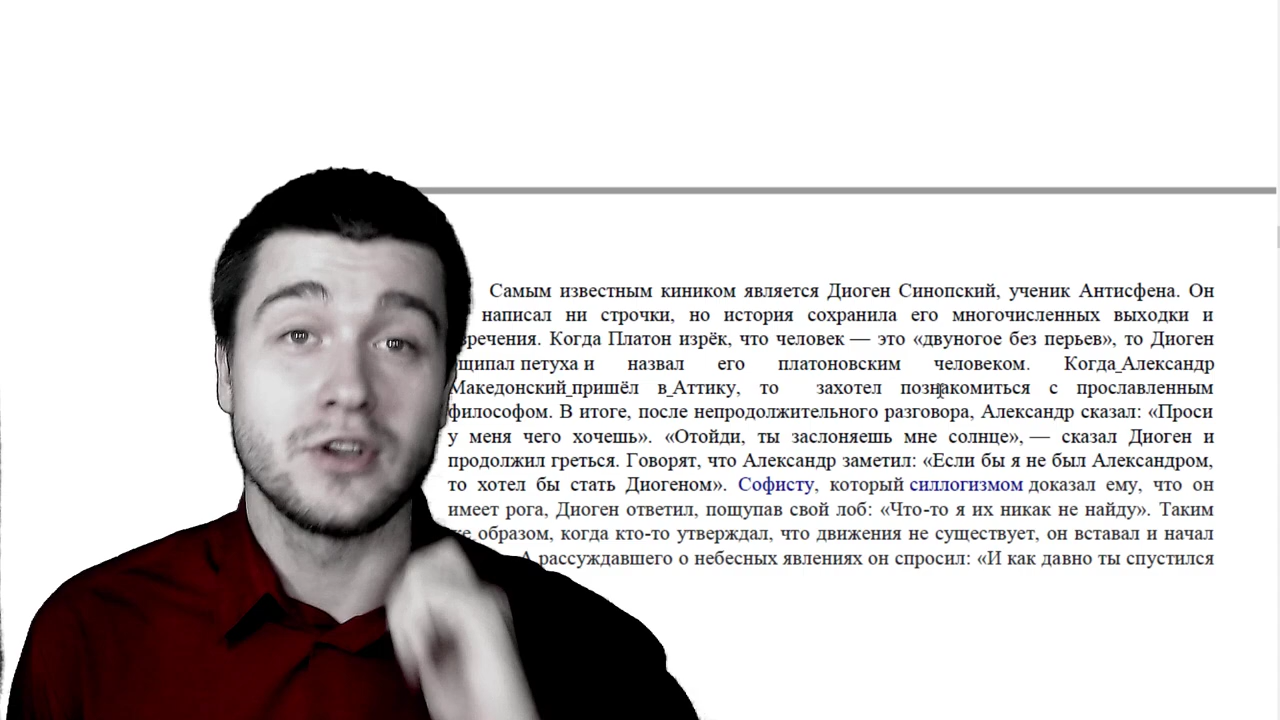 Самым известным киником является Диоген Синопский, ученик Антисфена. Он
написал ни строчки, но история сохранила его многочисленных выходки и
зречения. Когда Платон изрёк, что человек — это «двуногое без перьев», то Диоген
щипал петуха и назвал его платоновским человеком. Когда Александр
Македонский пришёл в Аттику, то захотел познакомиться с прославленным
философом. В итоге, после непродолжительного разговора, Александр сказал: «Проси
у меня чего хочешь». «Отойди, ты заслоняешь мне солнце», — сказал Диоген и
продолжил греться. Говорят, что Александр заметил: «Если бы я не был Александром,
то хотел бы стать Диогеном». Софисту, который силлогизмом доказал ему, что он
имеет рога, Диоген ответил, пощупав свой лоб: «Что-то я их никак не найду». Таким
же образом, когда кто-то утверждал, что движения не существует, он вставал и начал
А рассуждавшего о небесных явлениях он спросил: «И как давно ты спустился